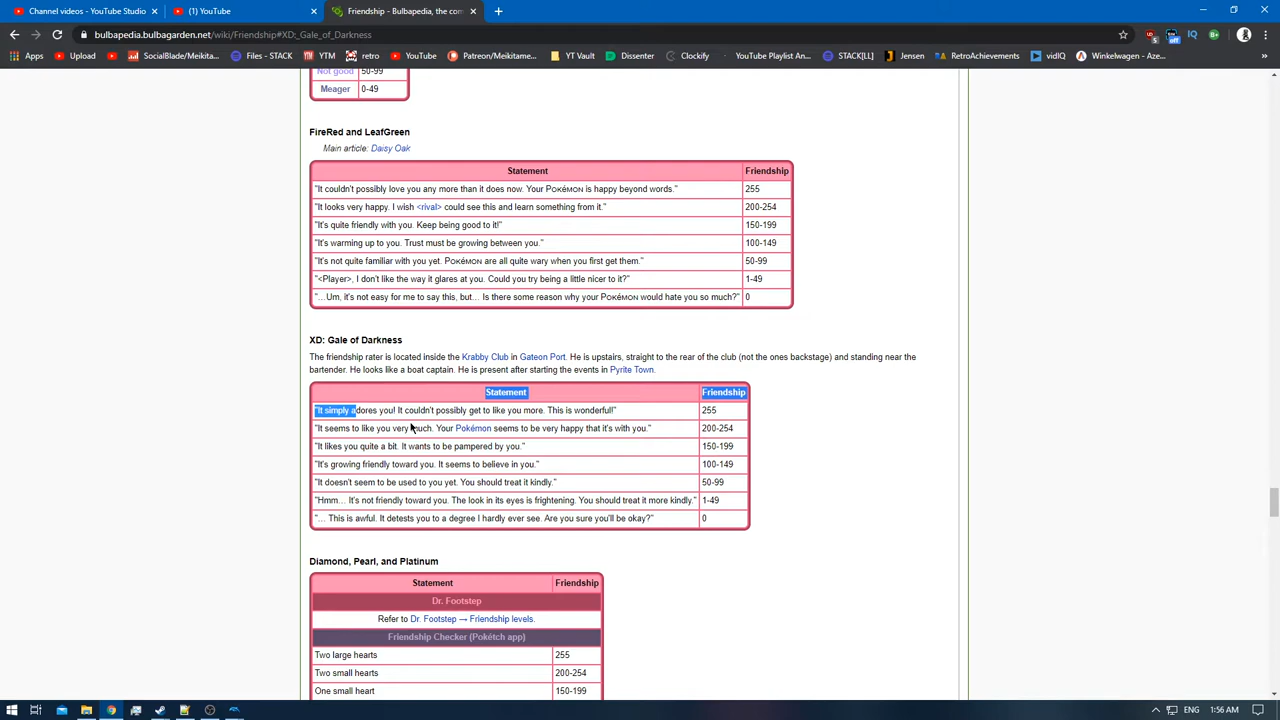 Channel videos - YouTube Studio
(1) YouTube
Friendship - Bulbapedia, the com
bulbapedia.bulbagarden.net/wiki/Friendship#XD:_Gale_of_Darkness
Apps Upload SocialBlade/Meikita... Files - STACK YTM retro YouTube Patreon/Meikitame... YT Vault Dissenter Clockify YouTube Playlist An... STACK[LL] Jensen RetroAchievements vidIQ Winkelwagen - Aze...
Not good 50-99
Meager 0-49
FireRed and LeafGreen
Main article: Daisy Oak
Statement Friendship
"It couldn't possibly love you any more than it does now. Your POKéMON is happy beyond words." 255
"It looks very happy. I wish <rival> could see this and learn something from it." 200-254
"It's quite friendly with you. Keep being good to it!" 150-199
"It's warming up to you. Trust must be growing between you." 100-149
"It's not quite familiar with you yet. POKéMON are all quite wary when you first get them." 50-99
"<Player>, I don't like the way it glares at you. Could you try being a little nicer to it?" 1-49
"…Um, it's not easy for me to say this, but… Is there some reason why your POKéMON would hate you so much?" 0
XD: Gale of Darkness
The friendship rater is located inside the Krabby Club in Gateon Port. He is upstairs, straight to the rear of the club (not the ones backstage) and standing near the
bartender. He looks like a boat captain. He is present after starting the events in Pyrite Town.
Statement Friendship
"It simply adores you! It couldn't possibly get to like you more. This is wonderful!" 255
"It seems to like you very much. Your Pokémon seems to be very happy that it's with you." 200-254
"It likes you quite a bit. It wants to be pampered by you." 150-199
"It's growing friendly toward you. It seems to believe in you." 100-149
"It doesn't seem to be used to you yet. You should treat it kindly." 50-99
"Hmm… It's not friendly toward you. The look in its eyes is frightening. You should treat it more kindly." 1-49
"… This is awful. It detests you to a degree I hardly ever see. Are you sure you'll be okay?" 0
Diamond, Pearl, and Platinum
Statement Friendship
Dr. Footstep
Refer to Dr. Footstep → Friendship levels.
Friendship Checker (Pokétch app)
Two large hearts 255
Two small hearts 200-254
One small heart 150-199
ENG 1:56 AM